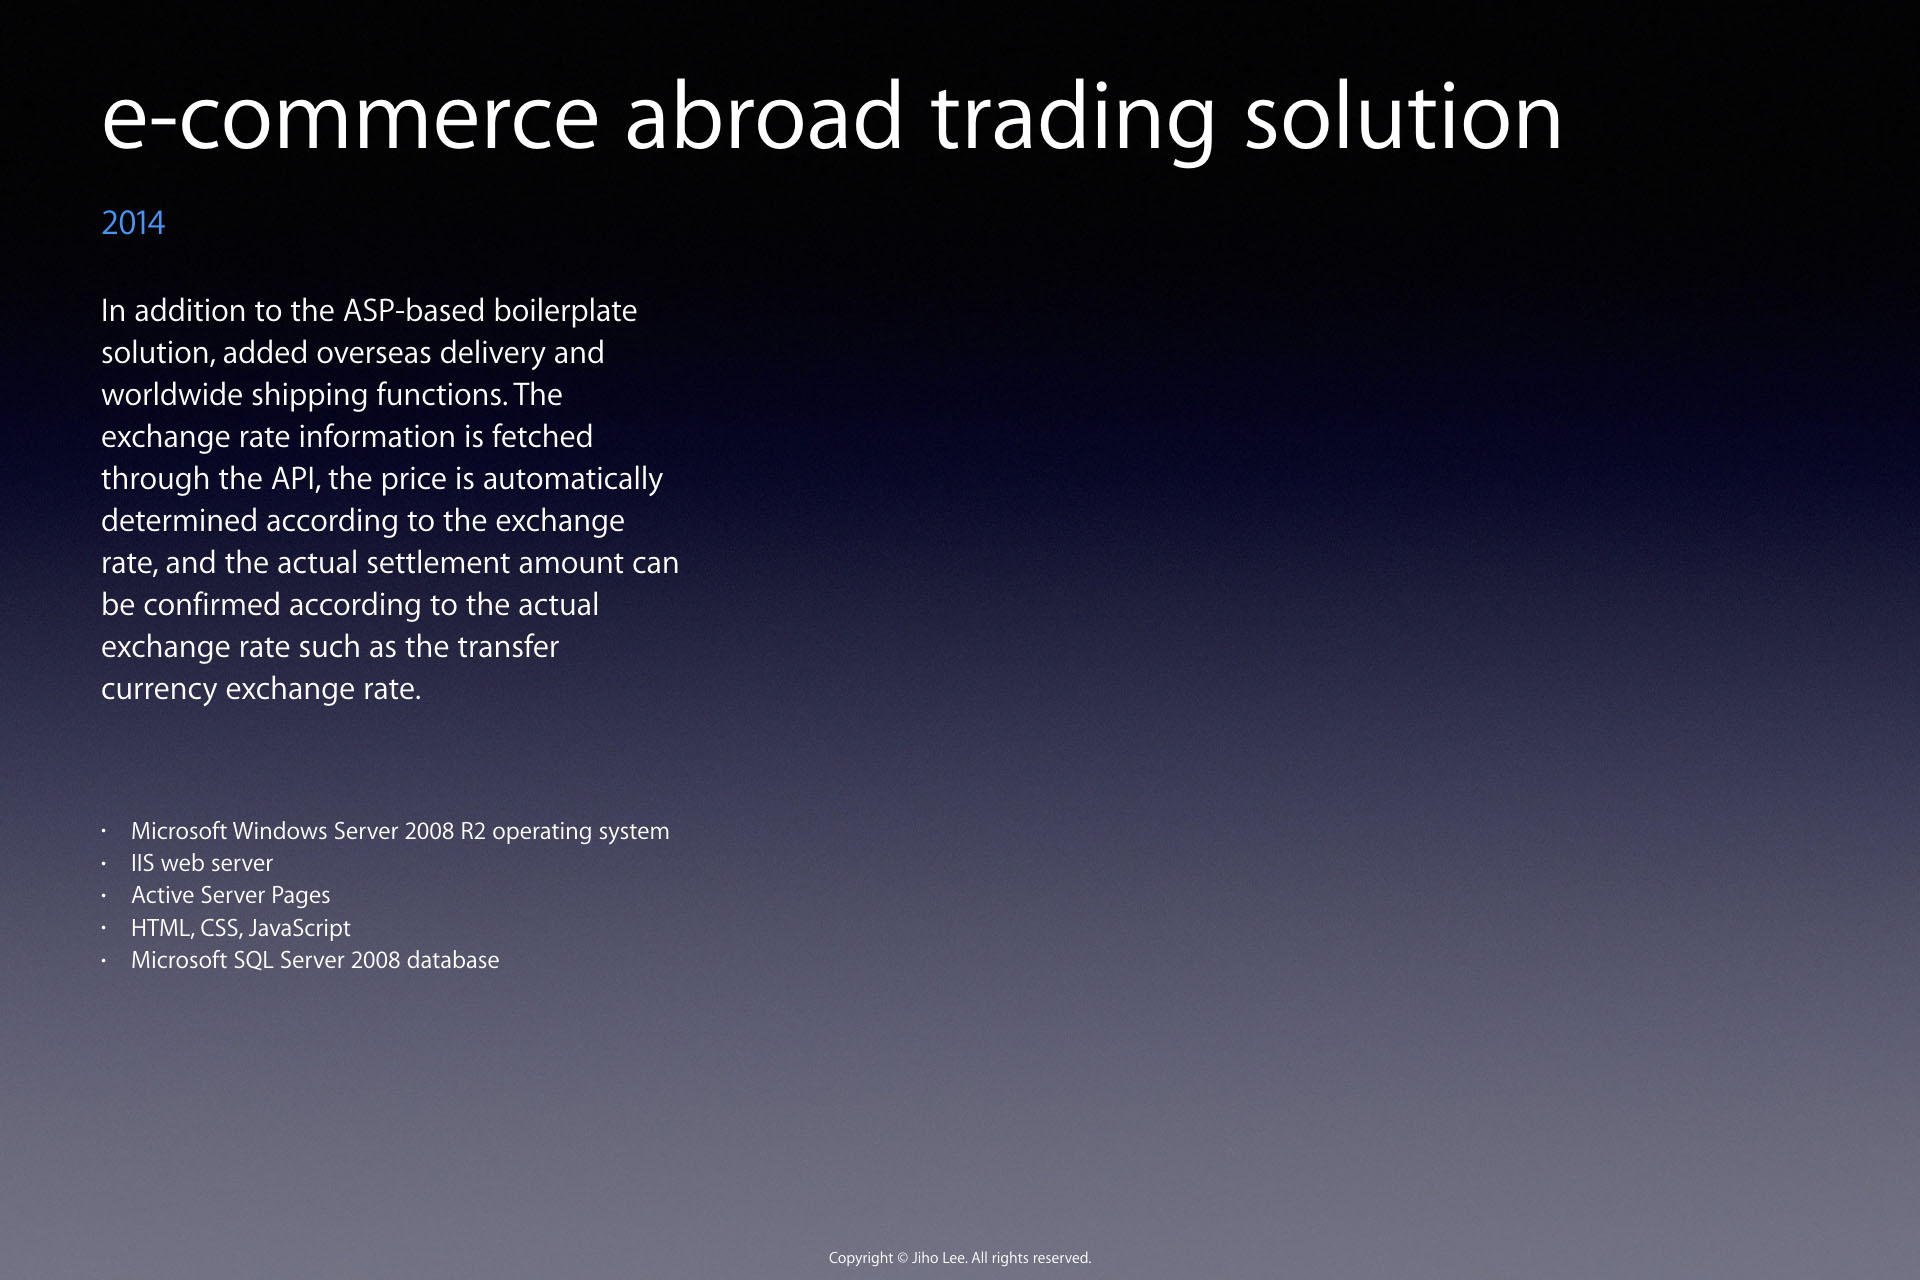 e-commerce abroad trading solution
2014
In addition to the ASP-based boilerplate
solution, added overseas delivery and
worldwide shipping functions. The
exchange rate information is fetched
through the API, the price is automatically
determined according to the exchange
rate, and the actual settlement amount can
be confirmed according to the actual
exchange rate such as the transfer
currency exchange rate.
• Microsoft Windows Server 2008 R2 operating system
• IIS web server
• Active Server Pages
• HTML, CSS, JavaScript
• Microsoft SQL Server 2008 database
Copyright © Jiho Lee. All rights reserved.